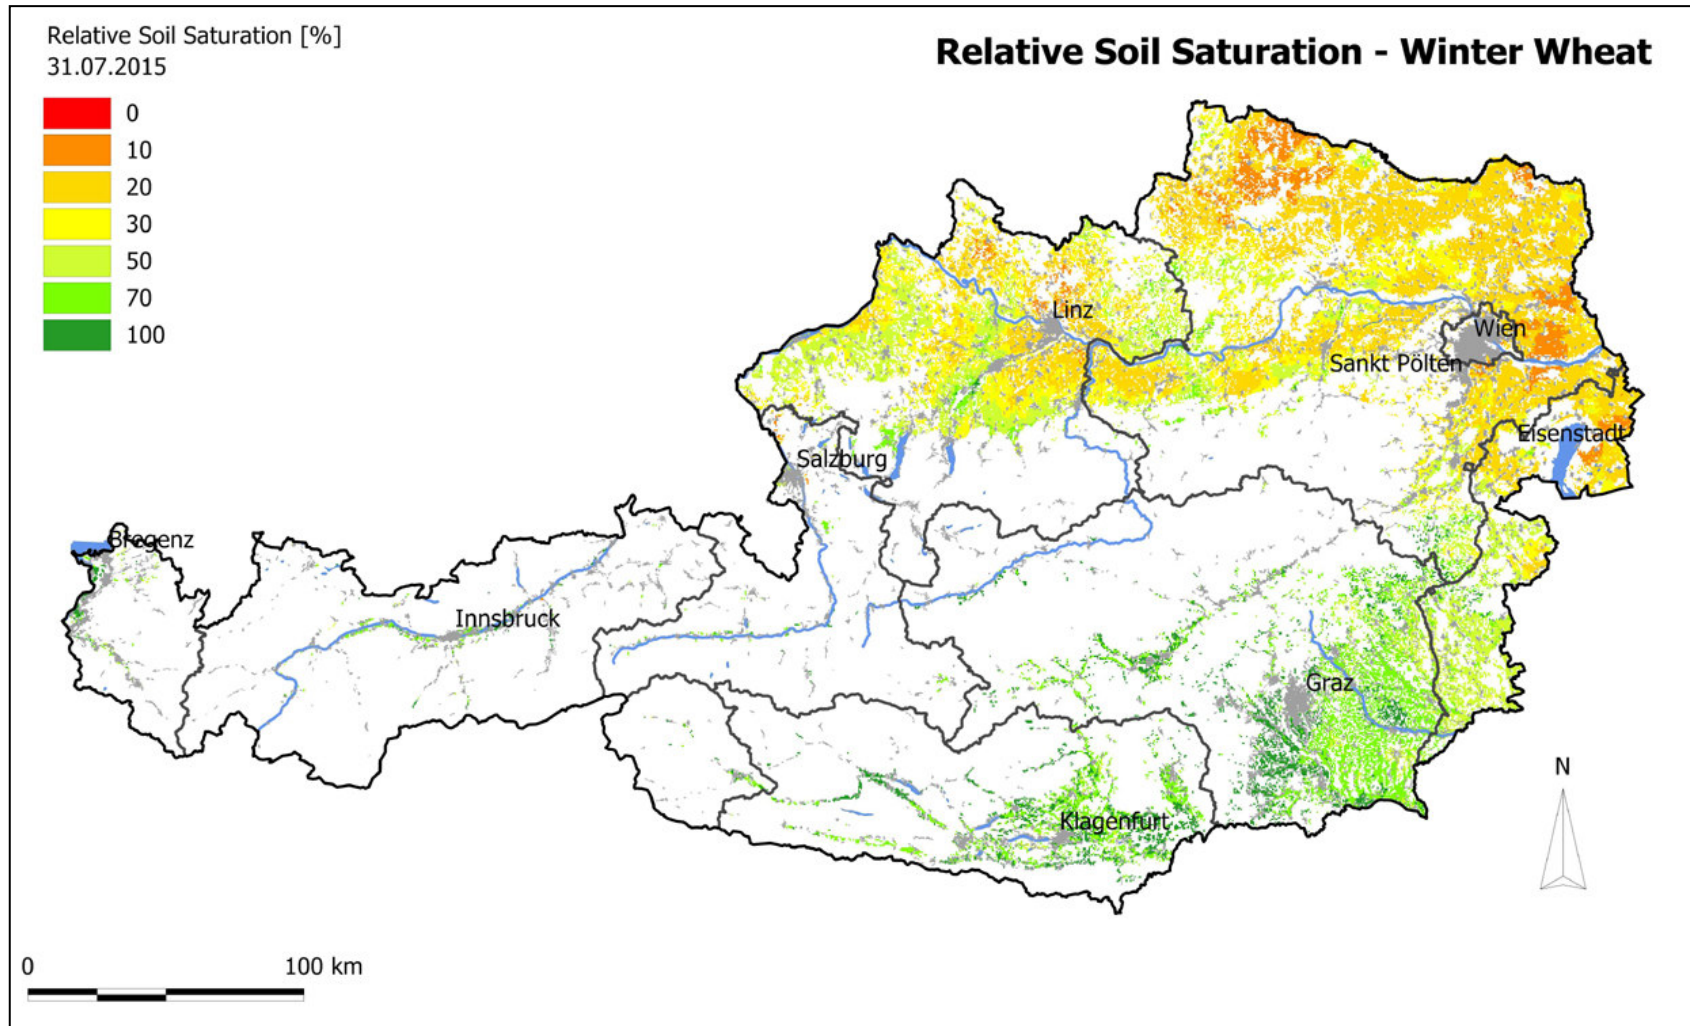 Relative Soil Saturation [%]
31.07.2015
Relative Soil Saturation - Winter Wheat
0
10
20
30
50
70
100
Linz
Wien
Sankt Pölten
Eisenstadt
Salzburg
Bregenz
Innsbruck
Graz
Klagenfurt
N
0 100 km